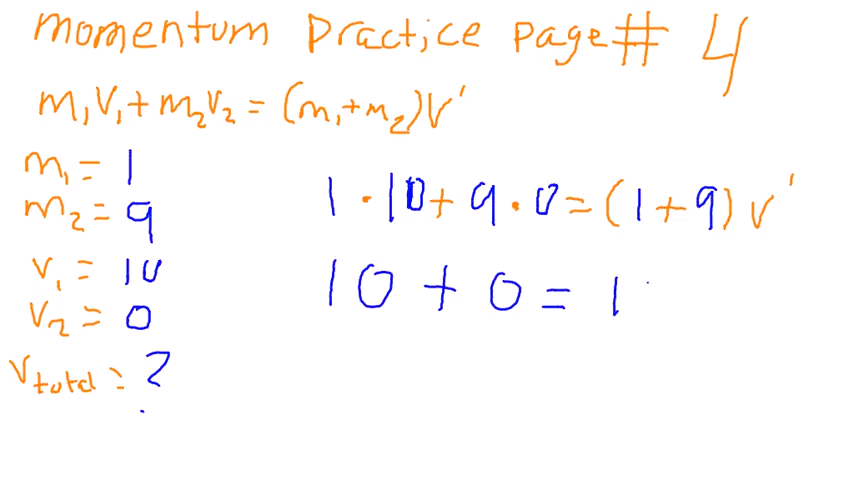 momentum Practice page # 4
m₁v₁ + m₂v₂ = (m₁+m₂)v'
m₁ = 1
m₂ = 9
1 · 10 + 9 · 0 = (1 + 9) v'
v₁ = 10
10 + 0 = 1
v₂ = 0
v total = ?